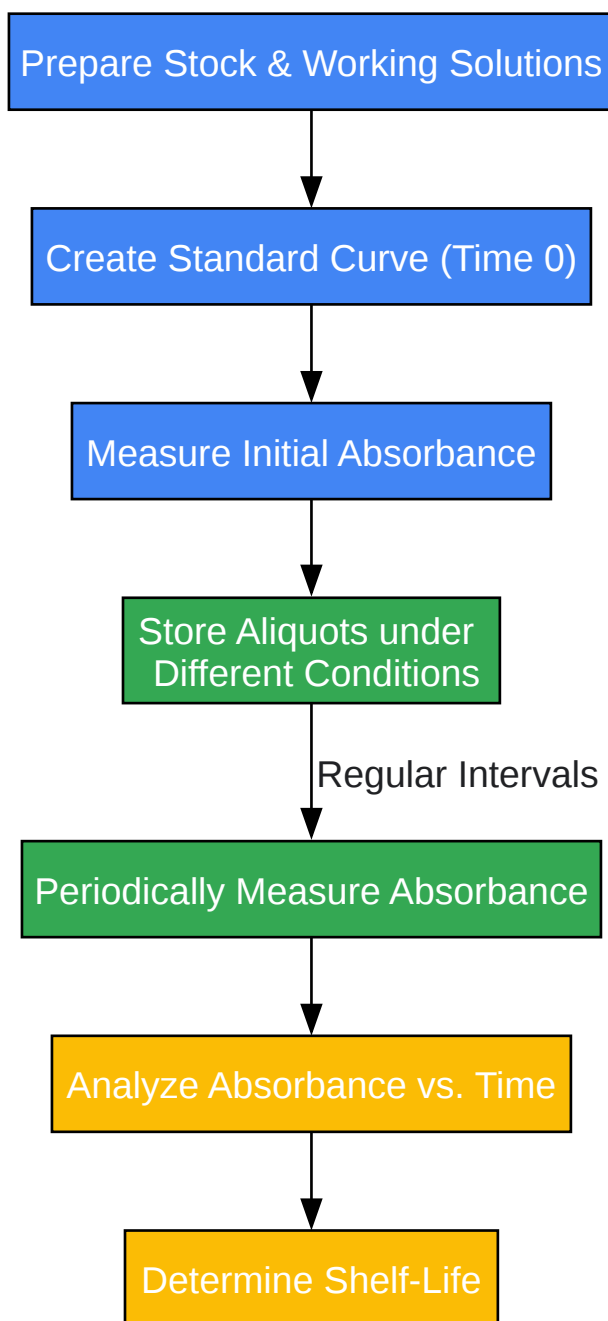 Prepare Stock & Working Solutions
Create Standard Curve (Time 0)
Measure Initial Absorbance
Store Aliquots under
Different Conditions
Regular Intervals
Periodically Measure Absorbance
Analyze Absorbance vs. Time
Determine Shelf-Life